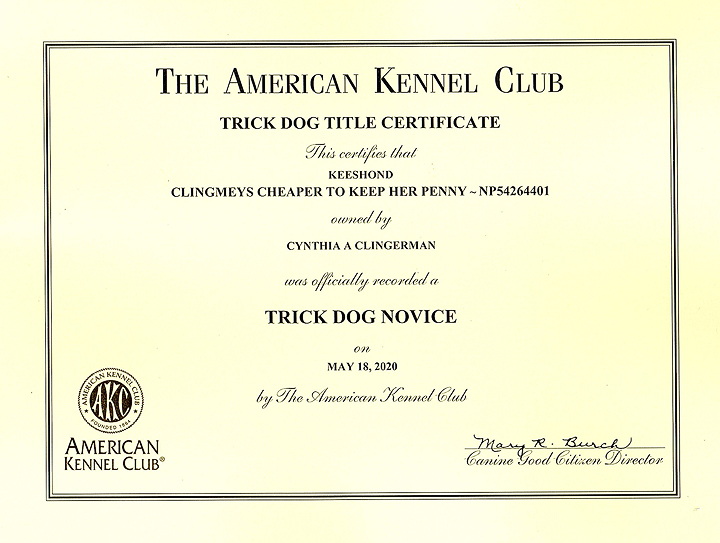 THE AMERICAN KENNEL CLUB
TRICK DOG TITLE CERTIFICATE
This certifies that
KEESHOND
CLINGMEYS CHEAPER TO KEEP HER PENNY ~ NP54264401
owned by
CYNTHIA A CLINGERMAN
was officially recorded a
TRICK DOG NOVICE
on
MAY 18, 2020
by The American Kennel Club
AMERICAN KENNEL CLUB
AKC
FOUNDED 1884
AMERICAN
KENNEL CLUB®
Mary R. Burch
Canine Good Citizen Director